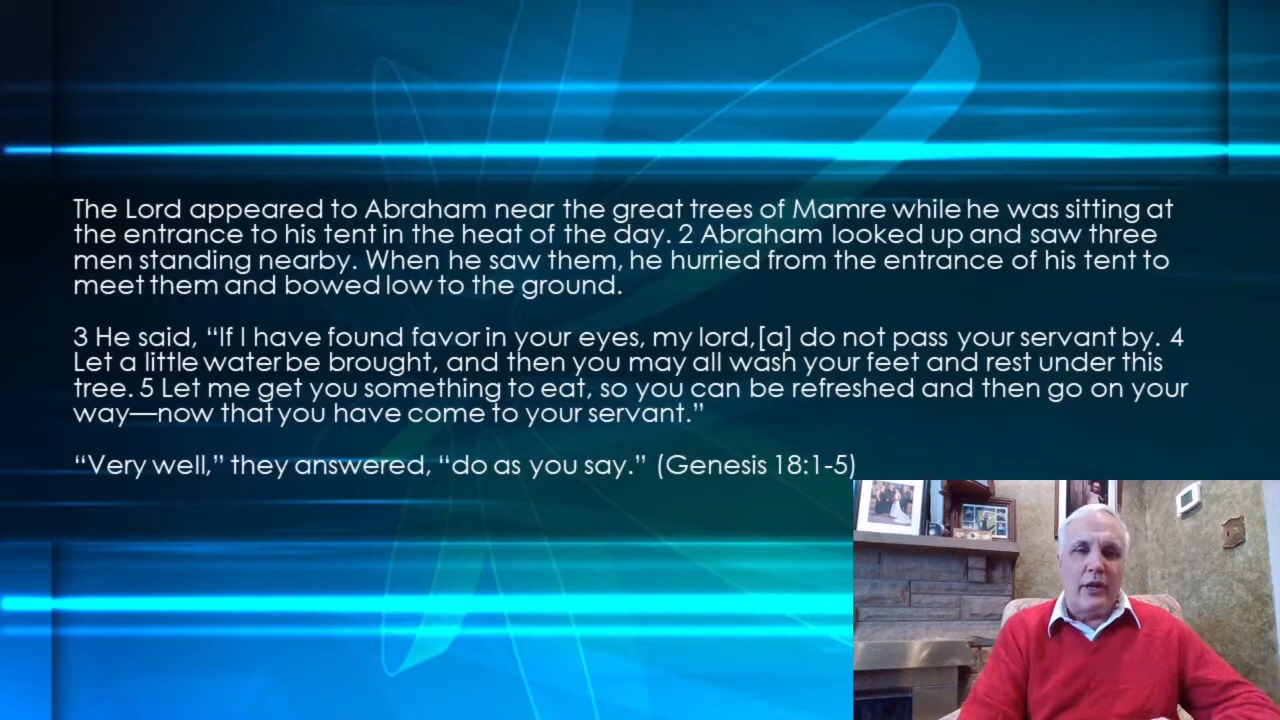 The Lord appeared to Abraham near the great trees of Mamre while he was sitting at
the entrance to his tent in the heat of the day. 2 Abraham looked up and saw three
men standing nearby. When he saw them, he hurried from the entrance of his tent to
meet them and bowed low to the ground.
3 He said, “If I have found favor in your eyes, my lord,[a] do not pass your servant by. 4
Let a little water be brought, and then you may all wash your feet and rest under this
tree. 5 Let me get you something to eat, so you can be refreshed and then go on your
way—now that you have come to your servant.”
“Very well,” they answered, “do as you say.” (Genesis 18:1-5)